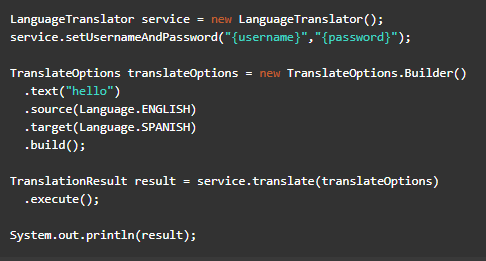 LanguageTranslator service = new LanguageTranslator();
service.setUsernameAndPassword("{username}","{password}");
TranslateOptions translateOptions = new TranslateOptions.Builder()
.text("hello")
.source(Language.ENGLISH)
.target(Language.SPANISH)
.build();
TranslationResult result = service.translate(translateOptions)
.execute();
System.out.println(result);